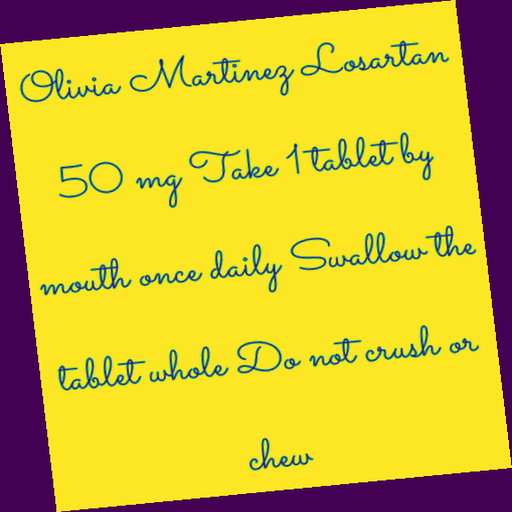 Olivia Martinez Losartan
50 mg Take 1 tablet by
mouth once daily Swallow the
tablet whole Do not crush or
chew